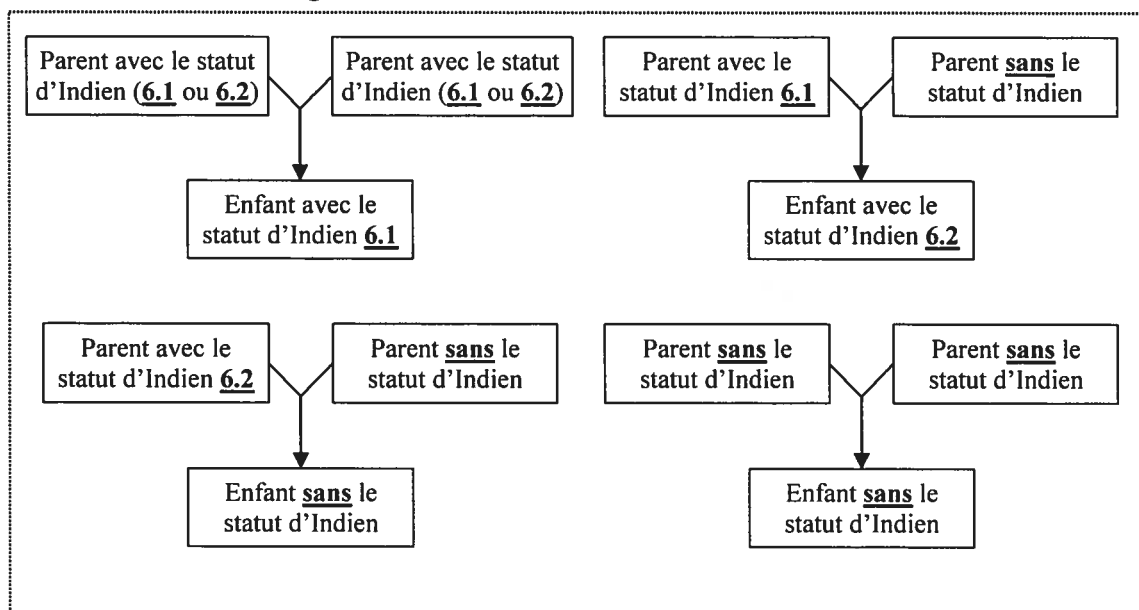 Parent avec le statut
d'Indien (6.1 ou 6.2)
Parent avec le statut
d'Indien (6.1 ou 6.2)
Enfant avec le
statut d'Indien 6.1
Parent avec le
statut d'Indien 6.1
Parent sans le
statut d'Indien
Enfant avec le
statut d'Indien 6.2
Parent avec le
statut d'Indien 6.2
Parent sans le
statut d'Indien
Enfant sans le
statut d'Indien
Parent sans le
statut d'Indien
Parent sans le
statut d'Indien
Enfant sans le
statut d'Indien